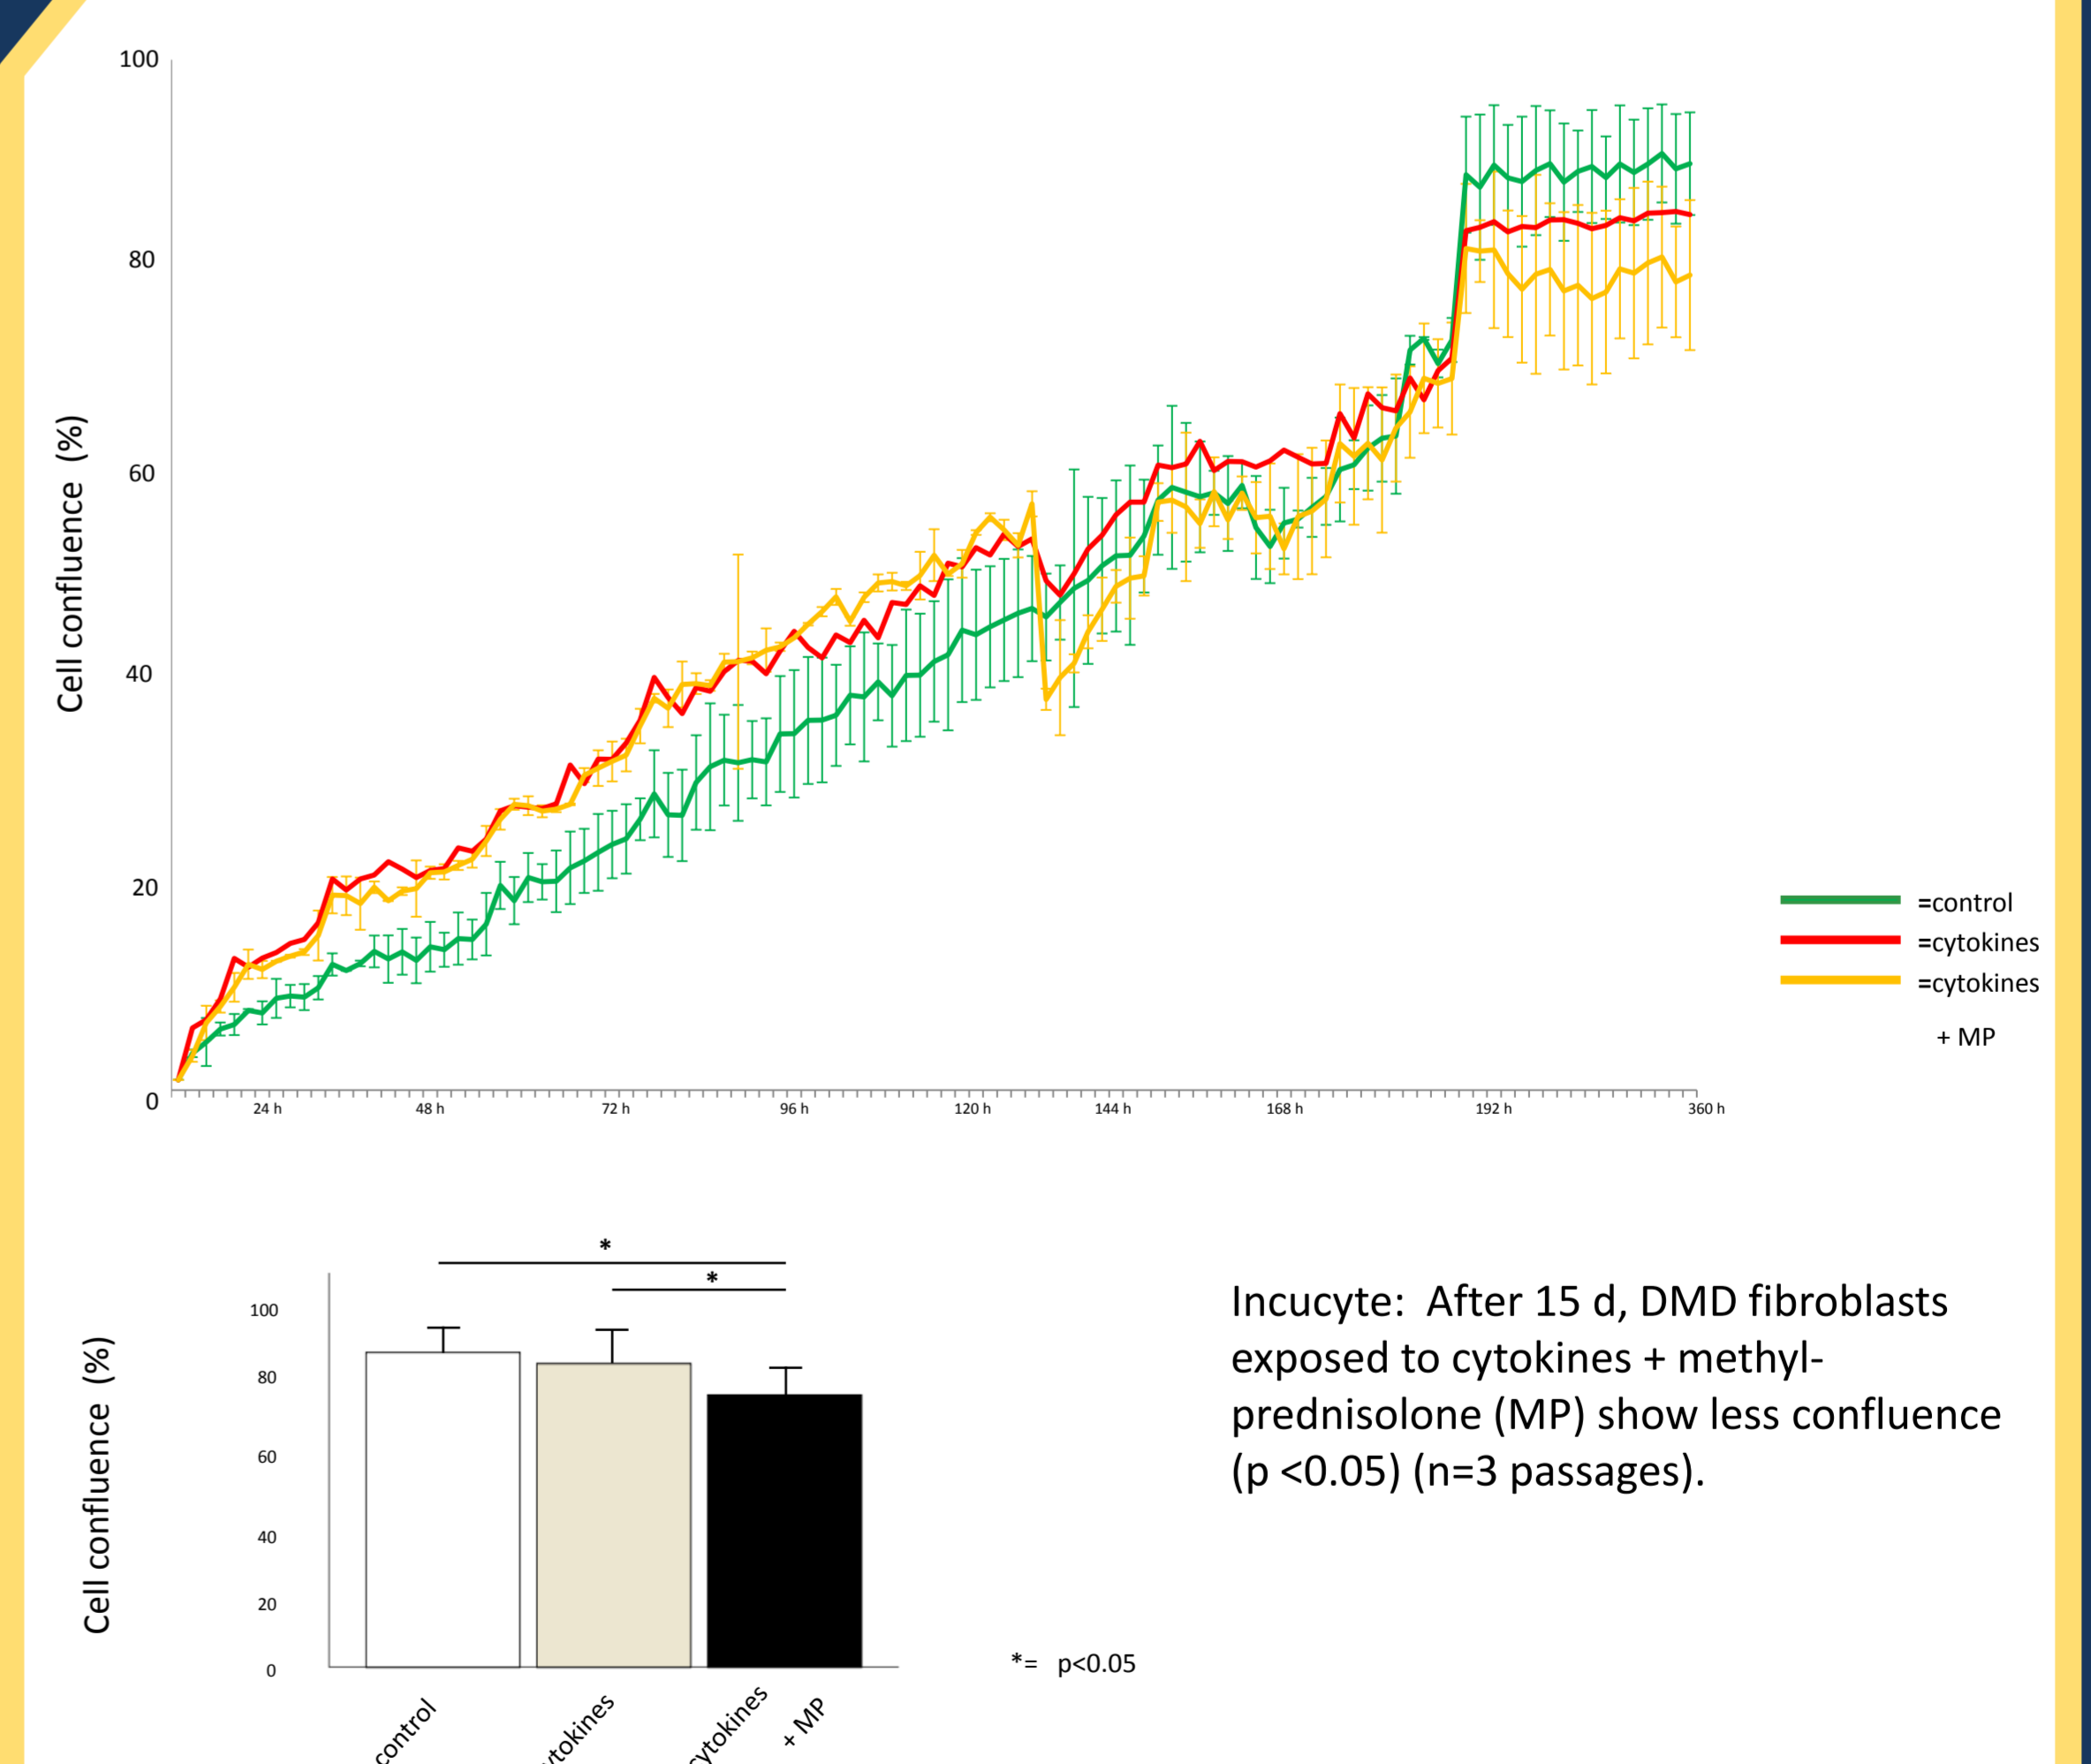 100
80
60
40
20
0
Cell confluence (%)
24 h 48 h 72 h 96 h 120 h 144 h 168 h 192 h 360 h
=control
=cytokines
=cytokines
+ MP
*
*
100
80
60
40
20
0
Cell confluence (%)
control
ytokines
cytokines
+ MP
*= p<0.05
Incucyte: After 15 d, DMD fibroblasts
exposed to cytokines + methyl-
prednisolone (MP) show less confluence
(p <0.05) (n=3 passages).